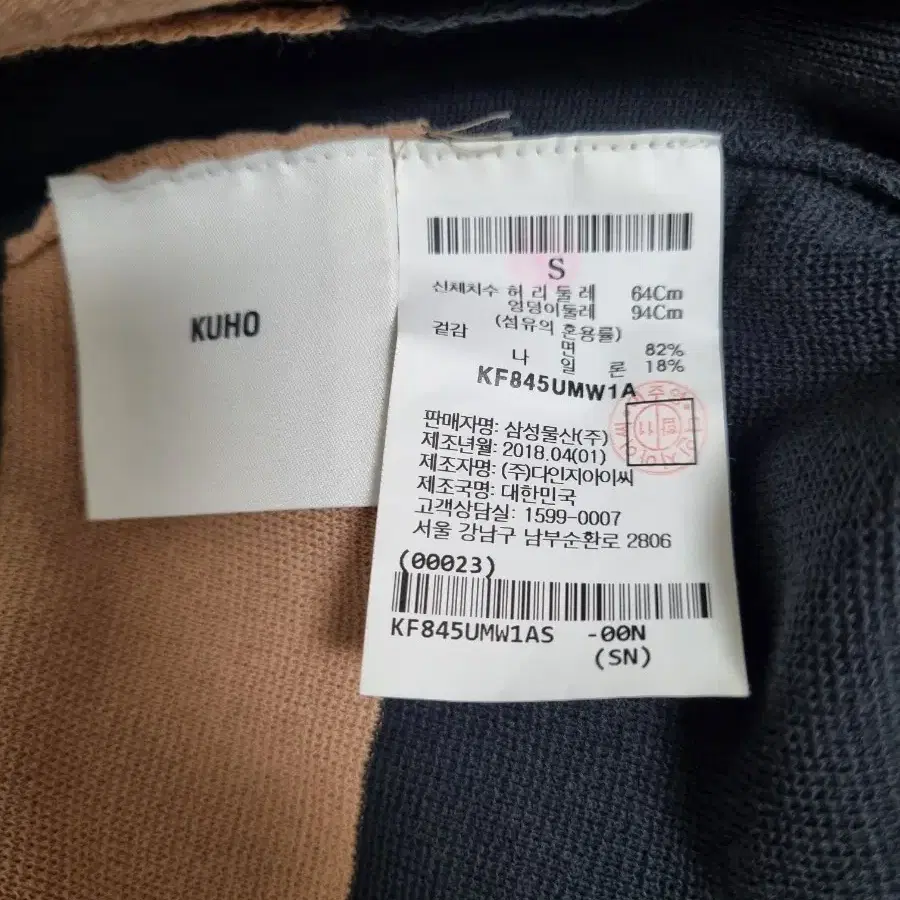 KUHO
S
신체치수 허 리 둘 레 64Cm
엉덩이둘레 94Cm
(섬유의 혼용률)
겉감 면 82%
나 일 론 18%
KF845UMW1A
판매자명: 삼성물산(주)
제조년월: 2018.04(01)
제조자명: (주)다인지아이씨
제조국명: 대한민국
고객상담실: 1599-0007
서울 강남구 남부순환로 2806
(00023)
KF845UMW1AS -00N
(SN)